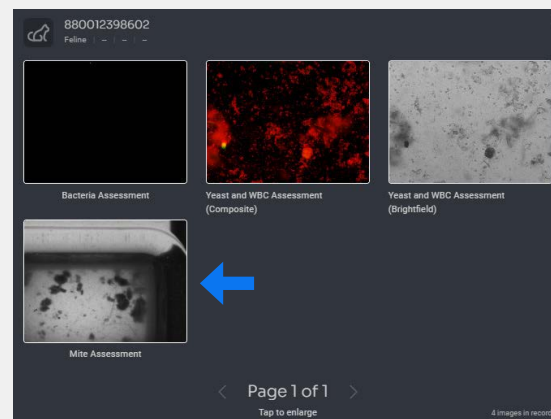 880012398602
Feline | – | – | –
Bacteria Assessment
Yeast and WBC Assessment
(Composite)
Yeast and WBC Assessment
(Brightfield)
Mite Assessment
< Page 1 of 1 >
Tap to enlarge
4 images in record